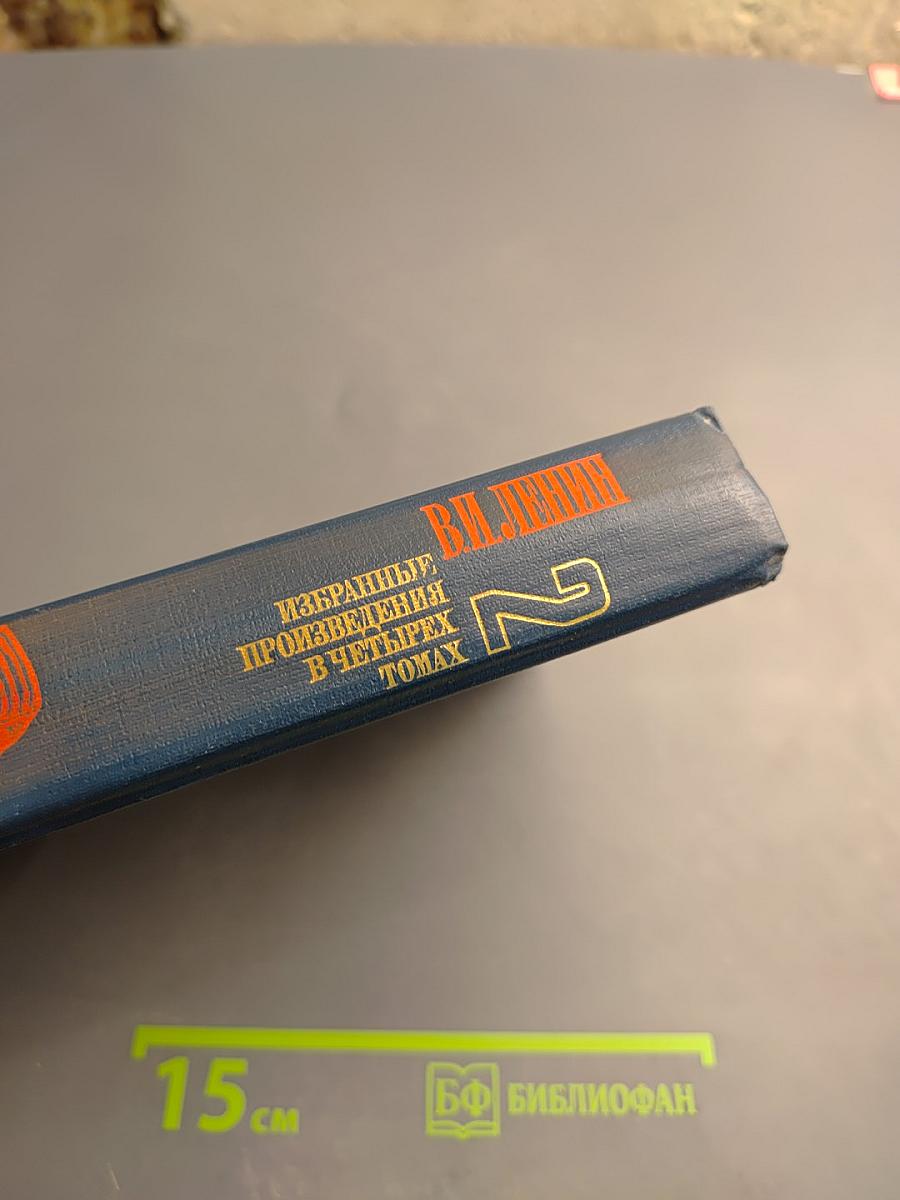 В.И.ЛЕНИН
ИЗБРАННЫЕ
ПРОИЗВЕДЕНИЯ
В ЧЕТЫРЕХ
ТОМАХ
2
15 см
БФ БИБЛИОФАН